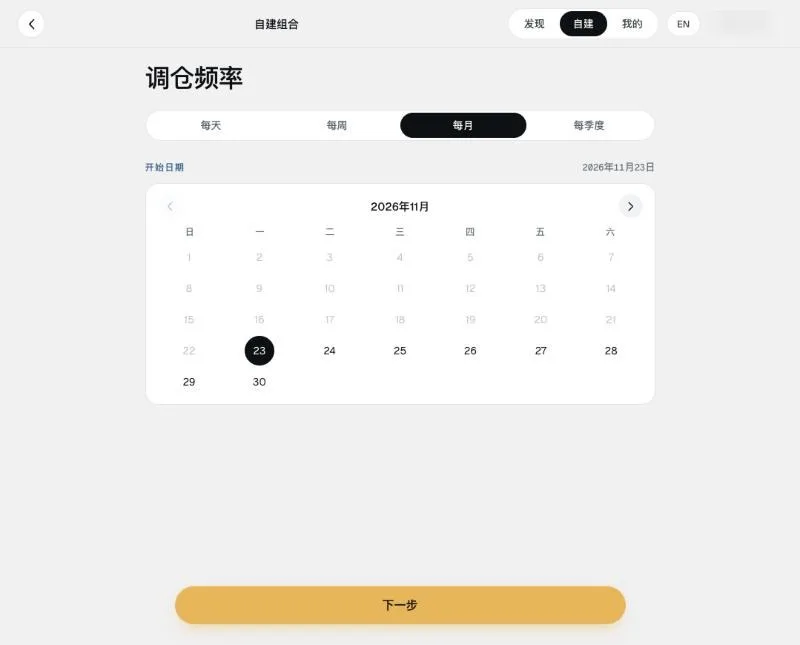 自建组合
发现 自建 我的 EN
调仓频率
每天 每周 每月 每季度
开始日期 2026年11月23日
2026年11月
日 一 二 三 四 五 六
1 2 3 4 5 6 7
8 9 10 11 12 13 14
15 16 17 18 19 20 21
22 23 24 25 26 27 28
29 30
下一步